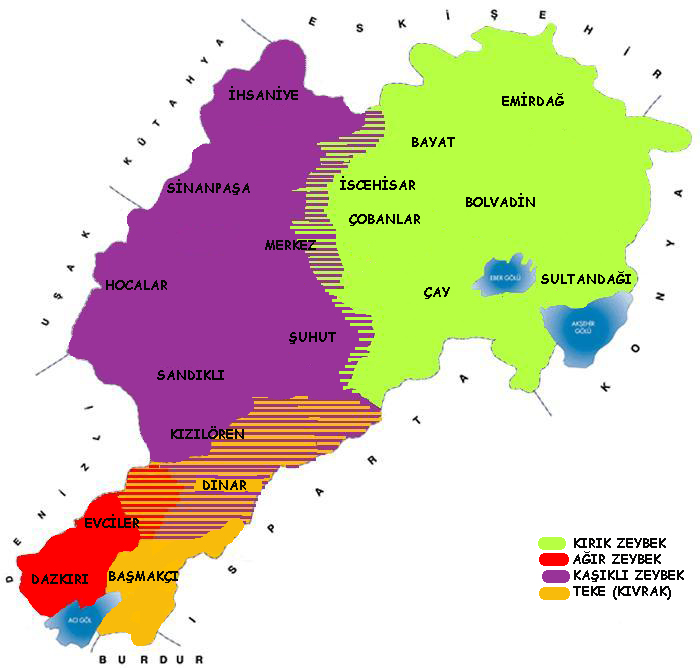 ESKİŞEHİR
KÜTAHYA
İHSANİYE
EMİRDAĞ
BAYAT
SİNANPAŞA
İSCEHİSAR
BOLVADİN
ÇOBANLAR
KONYA
MERKEZ
UŞAK
HOCALAR
ÇAY
EBER GÖLÜ
SULTANDAĞI
AKŞEHİR
GÖLÜ
ŞUHUT
SANDIKLI
KIZILÖREN
DENİZLİ
ISPARTA
DİNAR
EVCİLER
DAZKIRI
BAŞMAKÇI
ACI GÖL
BURDUR
KIRIK ZEYBEK
AĞIR ZEYBEK
KAŞIKLI ZEYBEK
TEKE (KIVRAK)